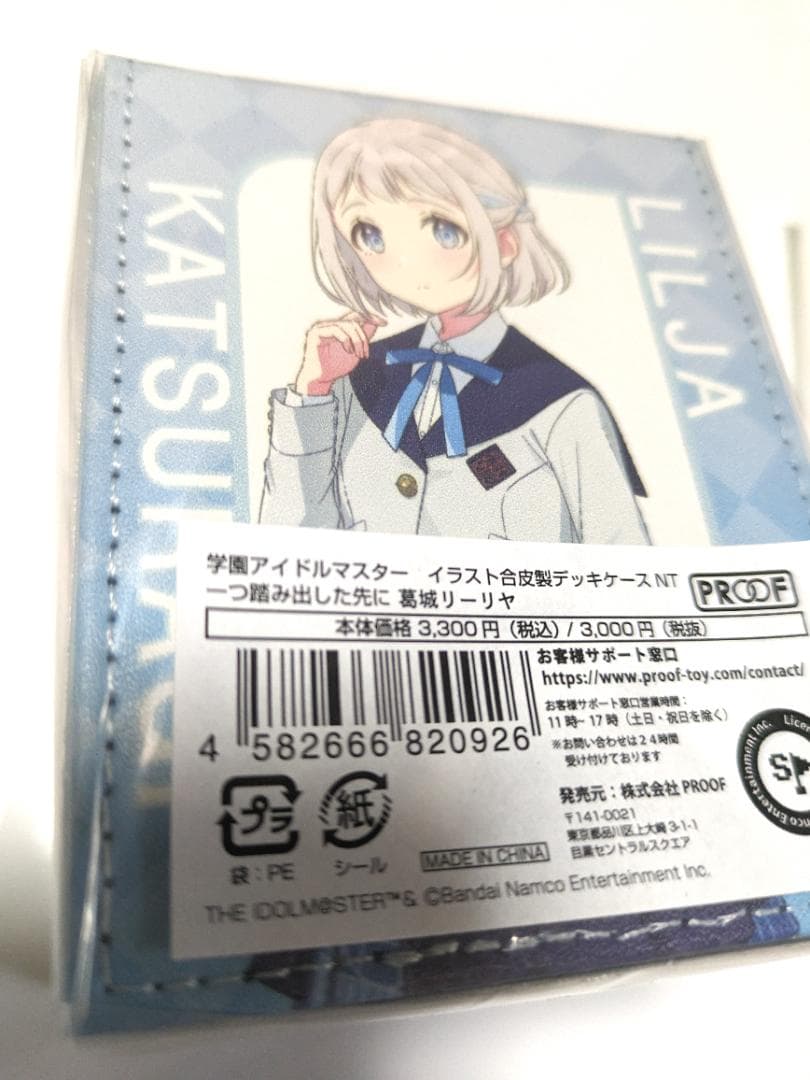 KATSURAGI
LILJA
学園アイドルマスター　イラスト合皮製デッキケース NT
一つ踏み出した先に 葛城リーリヤ
PROOF
本体価格 3,300円（税込）/ 3,000円（税抜）
お客様サポート窓口
https://www.proof-toy.com/contact/
お客様サポート窓口営業時間：
11時～17時（土日・祝日を除く）
※お問い合わせは24時間
受け付けております
4 582666 820926
発売元：株式会社 PROOF
〒141-0021
東京都品川区上大崎 3-1-1
目黒セントラルスクエア
プラ
袋：PE
紙
シール
MADE IN CHINA
THE IDOLM@STER™& ©Bandai Namco Entertainment Inc.